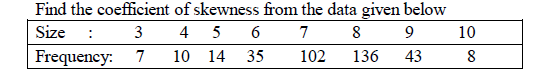 Find the coefficient of skewness from the data given below
Size : 3 4 5 6 7 8 9 10
Frequency: 7 10 14 35 102 136 43 8